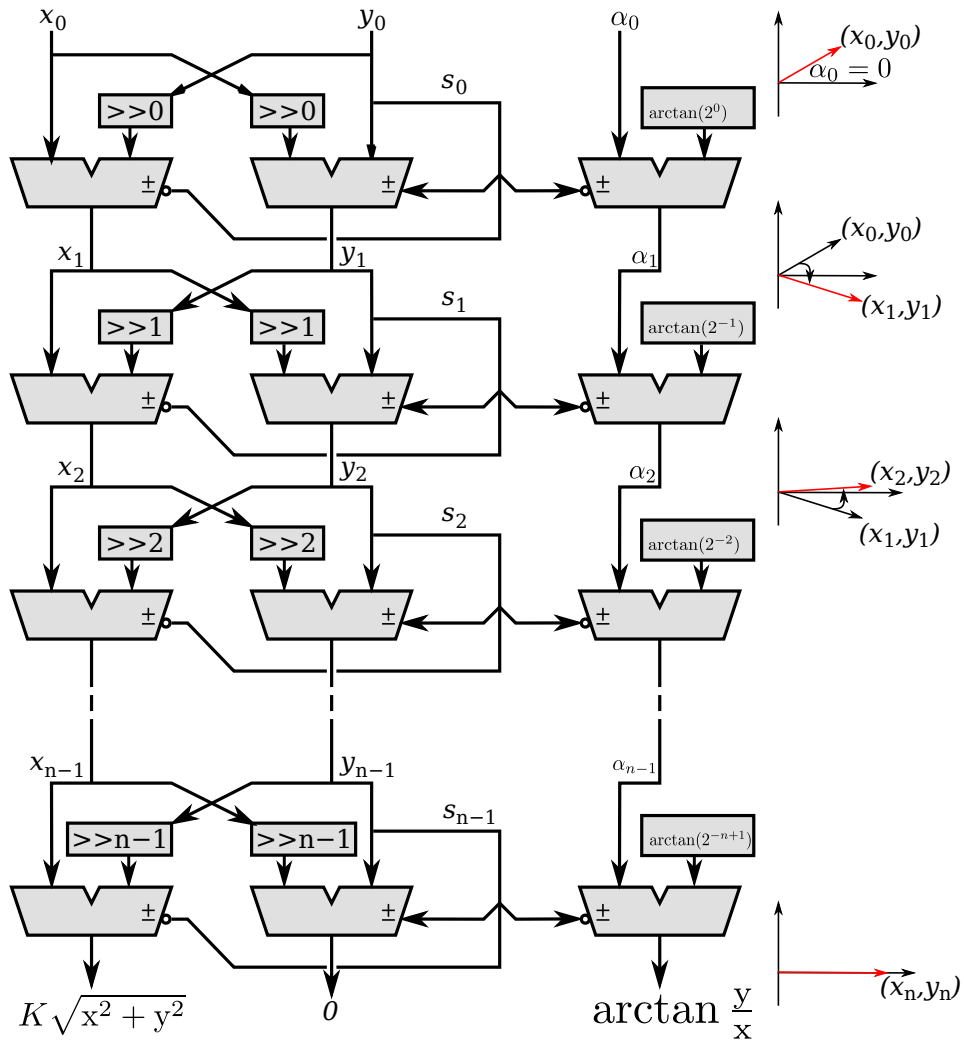 x₀ y₀ α₀ (x₀,y₀)
α₀ = 0
s₀
>>0 >>0 arctan(2⁰)
± ± ±
(x₀,y₀)
x₁ y₁ α₁
s₁ (x₁,y₁)
>>1 >>1 arctan(2⁻¹)
± ± ±
x₂ y₂ α₂ (x₂,y₂)
s₂
(x₁,y₁)
>>2 >>2 arctan(2⁻²)
± ± ±
xₙ₋₁ yₙ₋₁ αₙ₋₁
sₙ₋₁
>>n−1 >>n−1 arctan(2⁻ⁿ⁺¹)
± ± ±
(xₙ,yₙ)
K√(x² + y²) 0 arctan y/x